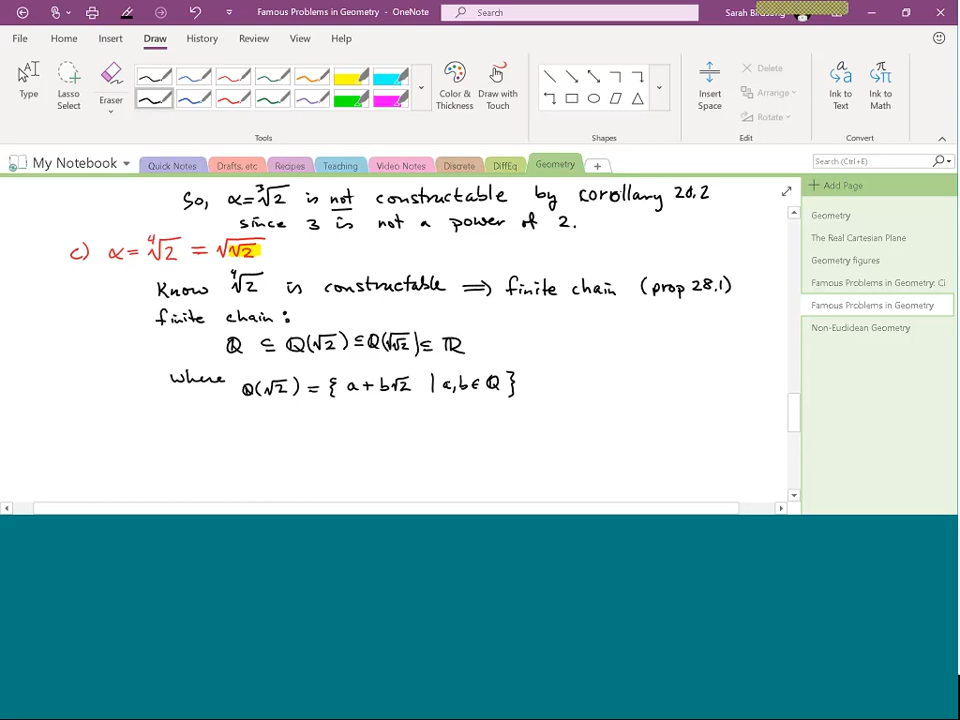 Famous Problems in Geometry - OneNote
Search
Sarah
File Home Insert Draw History Review View Help
Type
Lasso Select
Eraser
Color & Thickness
Draw with Touch
Insert Space
Delete
Arrange
Rotate
Ink to Text
Ink to Math
Tools Shapes Edit Convert
My Notebook
Quick Notes Drafts, etc Reopes Teaching Video Notes Discrete DiffEq Geometry
Search (Ctrl+E)
Add Page
Geometry
The Real Cartesian Plane
Geometry figures
Famous Problems in Geometry: Cl
Famous Problems in Geometry
Non-Euclidean Geometry
So, α=∛2 is not constructable by corollary 28.2
since 3 is not a power of 2.
c) α = ∜2 = √√2
Know ∜2 is constructable ⟹ finite chain (prop 28.1)
finite chain:
ℚ ⊆ ℚ(√2) ⊆ ℚ(√√2) ⊆ ℝ
where ℚ(√2) = { a + b√2 | a,b ∈ ℚ }